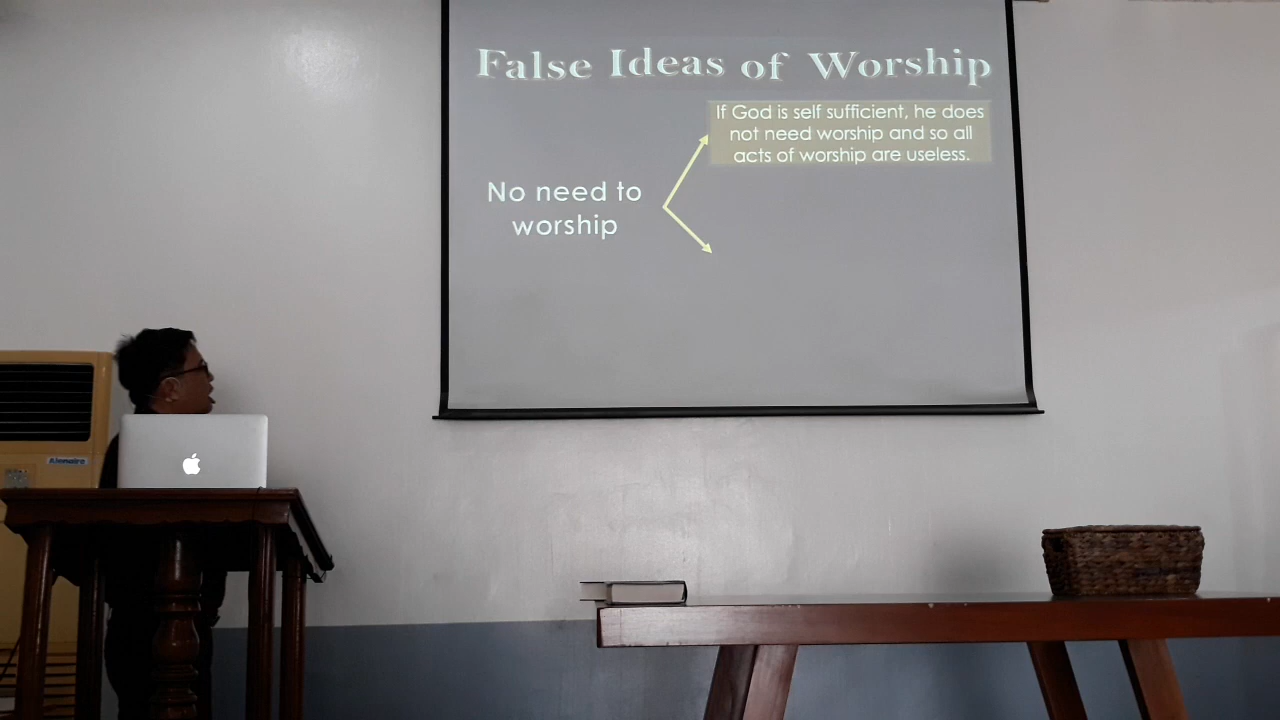 False Ideas of Worship
If God is self sufficient, he does
not need worship and so all
acts of worship are useless.
No need to
worship
Alenaire